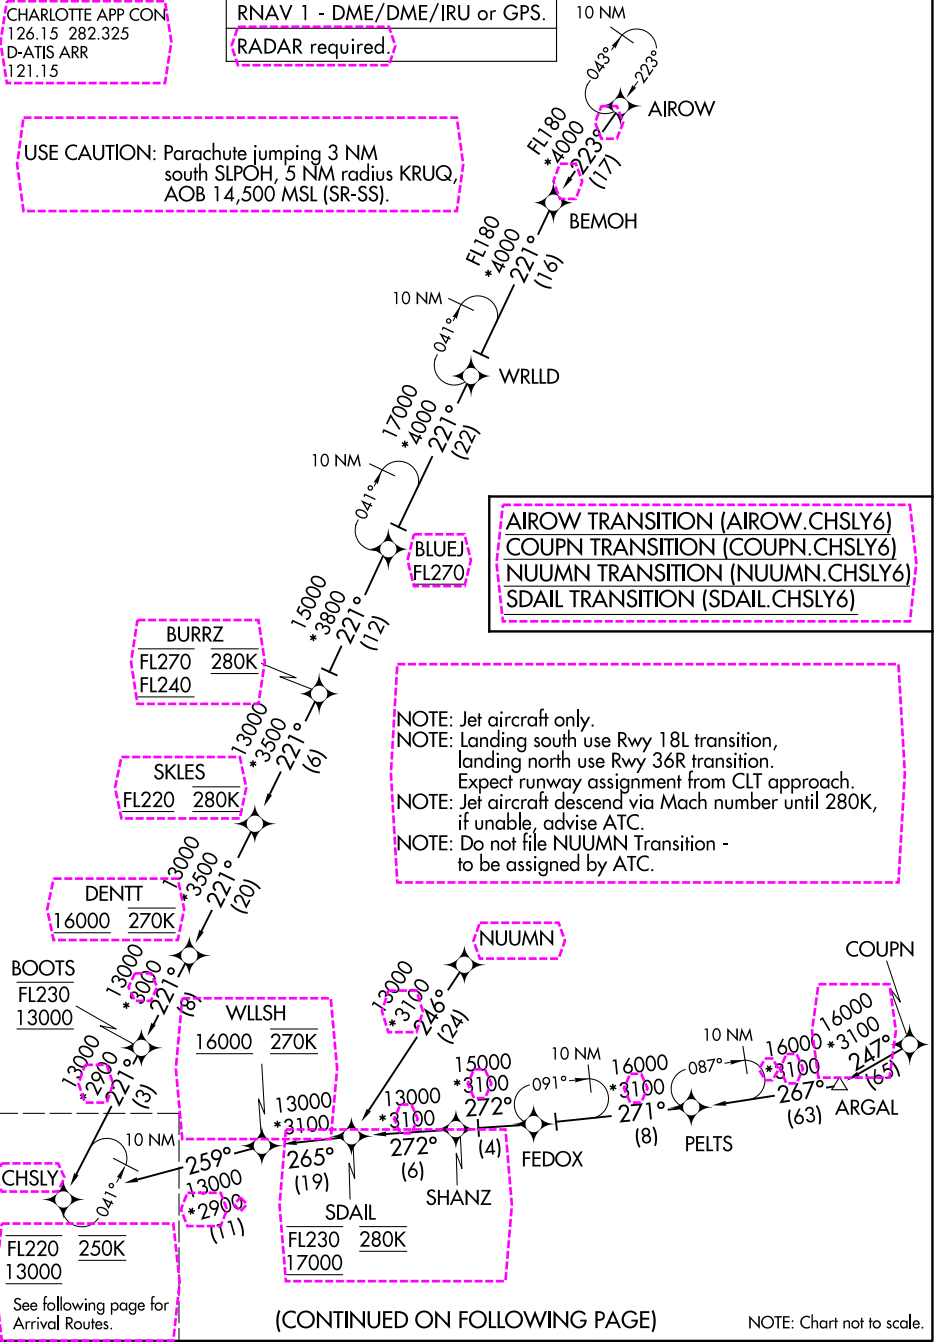 CHARLOTTE APP CON
126.15 282.325
D-ATIS ARR
121.15
RNAV 1 - DME/DME/IRU or GPS.
RADAR required.
10 NM
043°
223°
AIROW
USE CAUTION: Parachute jumping 3 NM
south SLPOH, 5 NM radius KRUQ,
AOB 14,500 MSL (SR-SS).
FL180
*4000
223°
(17)
BEMOH
FL180
*4000
221°
(16)
10 NM
041°
WRLLD
17000
*4000
221°
(22)
10 NM
041°
BLUEJ
FL270
AIROW TRANSITION (AIROW.CHSLY6)
COUPN TRANSITION (COUPN.CHSLY6)
NUUMN TRANSITION (NUUMN.CHSLY6)
SDAIL TRANSITION (SDAIL.CHSLY6)
15000
*3800
221°
(12)
BURRZ
FL270 280K
FL240
13000
*3500
221°
(6)
NOTE: Jet aircraft only.
NOTE: Landing south use Rwy 18L transition,
landing north use Rwy 36R transition.
Expect runway assignment from CLT approach.
NOTE: Jet aircraft descend via Mach number until 280K,
if unable, advise ATC.
NOTE: Do not file NUUMN Transition -
to be assigned by ATC.
SKLES
FL220 280K
13000
*3500
221°
(20)
DENTT
16000 270K
13000
*3000
221°
(8)
BOOTS
FL230
13000
13000
*2900
221°
(3)
NUUMN
13000
*3100
246°
(24)
COUPN
16000
*3100
247°
(65)
ARGAL
16000
*3100
267°
(63)
10 NM
087°
PELTS
16000
*3100
271°
(8)
10 NM
091°
FEDOX
15000
*3100
272°
(4)
SHANZ
13000
*3100
272°
(6)
WLLSH
16000 270K
13000
*3100
265°
(19)
SDAIL
FL230 280K
17000
259°
13000
*2900
(11)
10 NM
041°
CHSLY
FL220 250K
13000
See following page for
Arrival Routes.
(CONTINUED ON FOLLOWING PAGE)
NOTE: Chart not to scale.